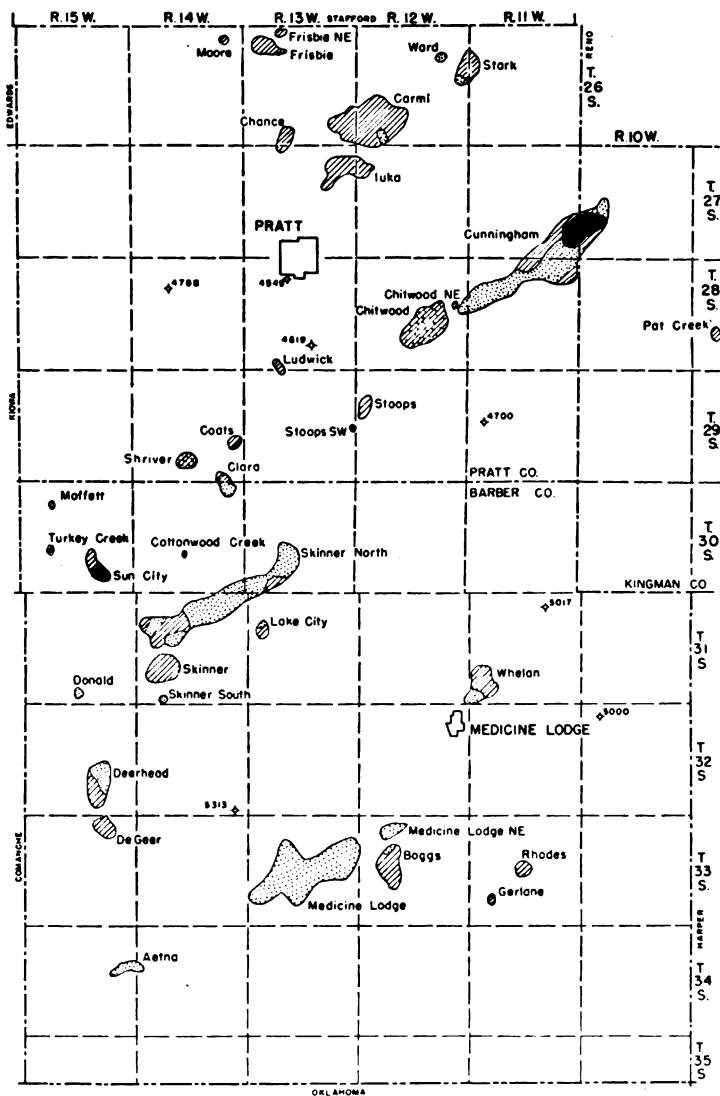 R. 15 W. R. 14 W. R. 13 W. STAFFORD R. 12 W. R. 11 W.
Frisbie NE
Moore
Frisbie
Ward
Stark
RENO
T.
26
S.
EDWARDS
Carmi
Chance
R. 10 W.
Iuka
T.
27
S.
PRATT
Cunningham
4788
4549
Chitwood NE
Chitwood
T.
28
S.
Pat Creek
4619
Ludwick
KIOWA
Stoops
Coats
Stoops SW
4700
T.
29
S.
Shriver
Clara
PRATT CO.
BARBER CO.
Moffett
Turkey Creek
Cottonwood Creek
Skinner North
T.
30
S.
Sun City
KINGMAN CO
5017
Lake City
T.
31
S
Skinner
Whelan
Donald
Skinner South
5000
MEDICINE LODGE
T.
32
S
Deerhead
5313
COMANCHE
DeGeer
Medicine Lodge NE
Boggs
Rhodes
T.
33
S.
Medicine Lodge
Gerlane
HARPER
Aetna
T.
34
S.
T
35
S
OKLAHOMA